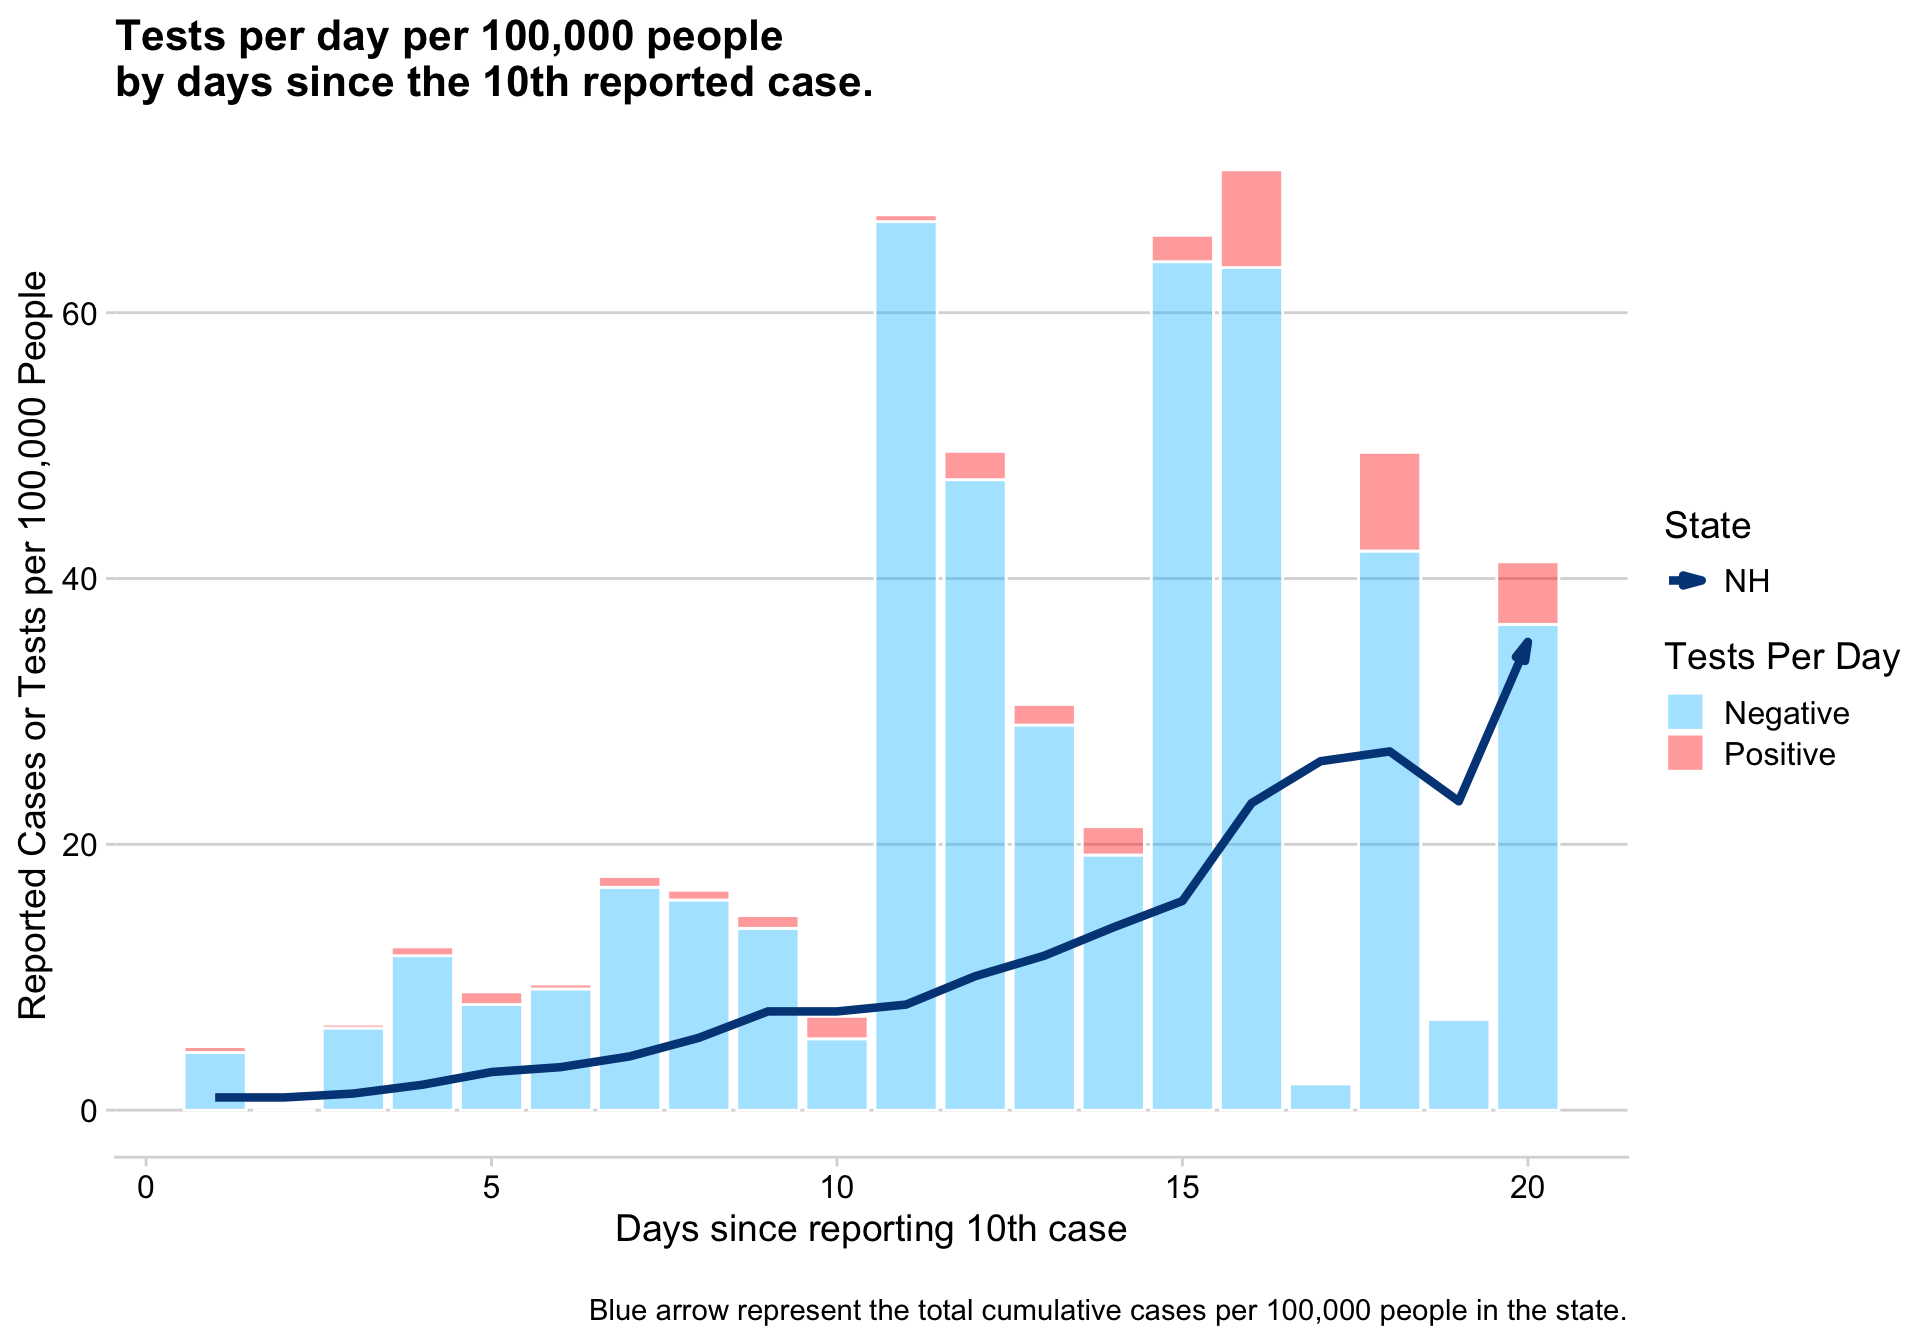 Tests per day per 100,000 people
by days since the 10th reported case.
Reported Cases or Tests per 100,000 People
60
40
20
0
0
5
10
15
20
Days since reporting 10th case
State
NH
Tests Per Day
Negative
Positive
Blue arrow represent the total cumulative cases per 100,000 people in the state.